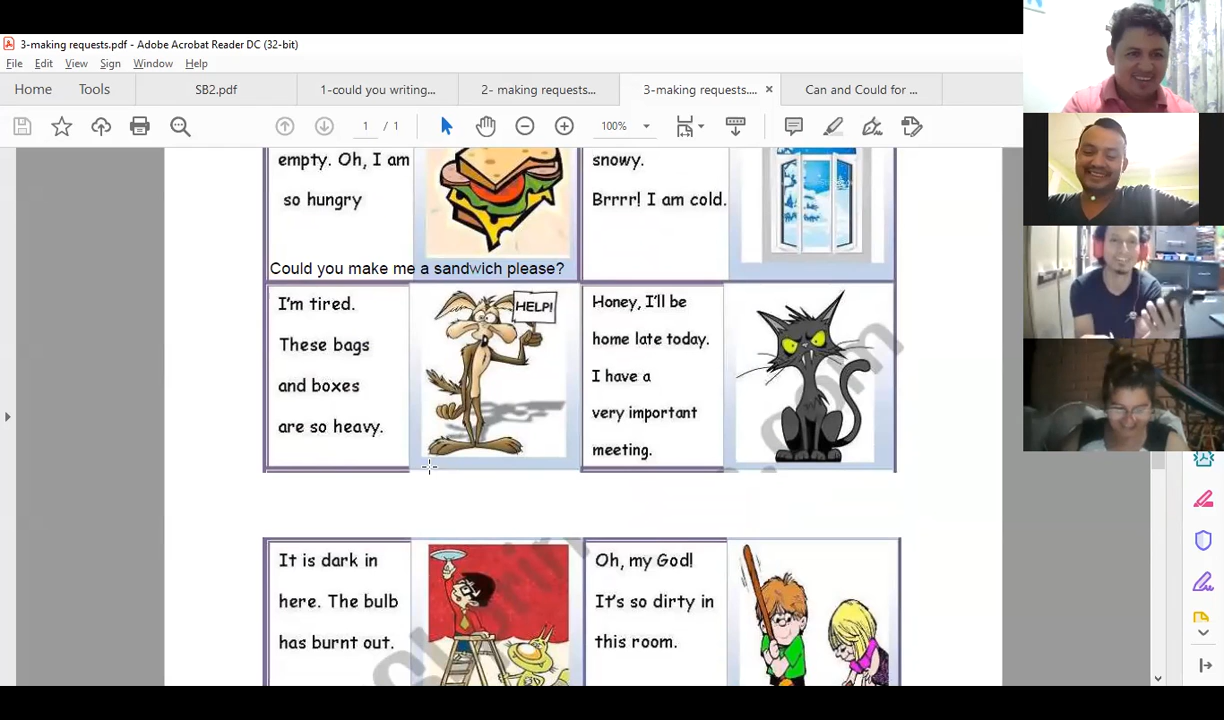 3-making requests.pdf - Adobe Acrobat Reader DC (32-bit)
File Edit View Sign Window Help
Home Tools SB2.pdf 1-could you writing... 2- making requests... 3-making requests.... × Can and Could for ...
1 / 1 100%
empty. Oh, I am
so hungry
snowy.
Brrrr! I am cold.
Could you make me a sandwich please?
I'm tired.
These bags
and boxes
are so heavy.
HELP!
Honey, I'll be
home late today.
I have a
very important
meeting.
It is dark in
here. The bulb
has burnt out.
Oh, my God!
It's so dirty in
this room.